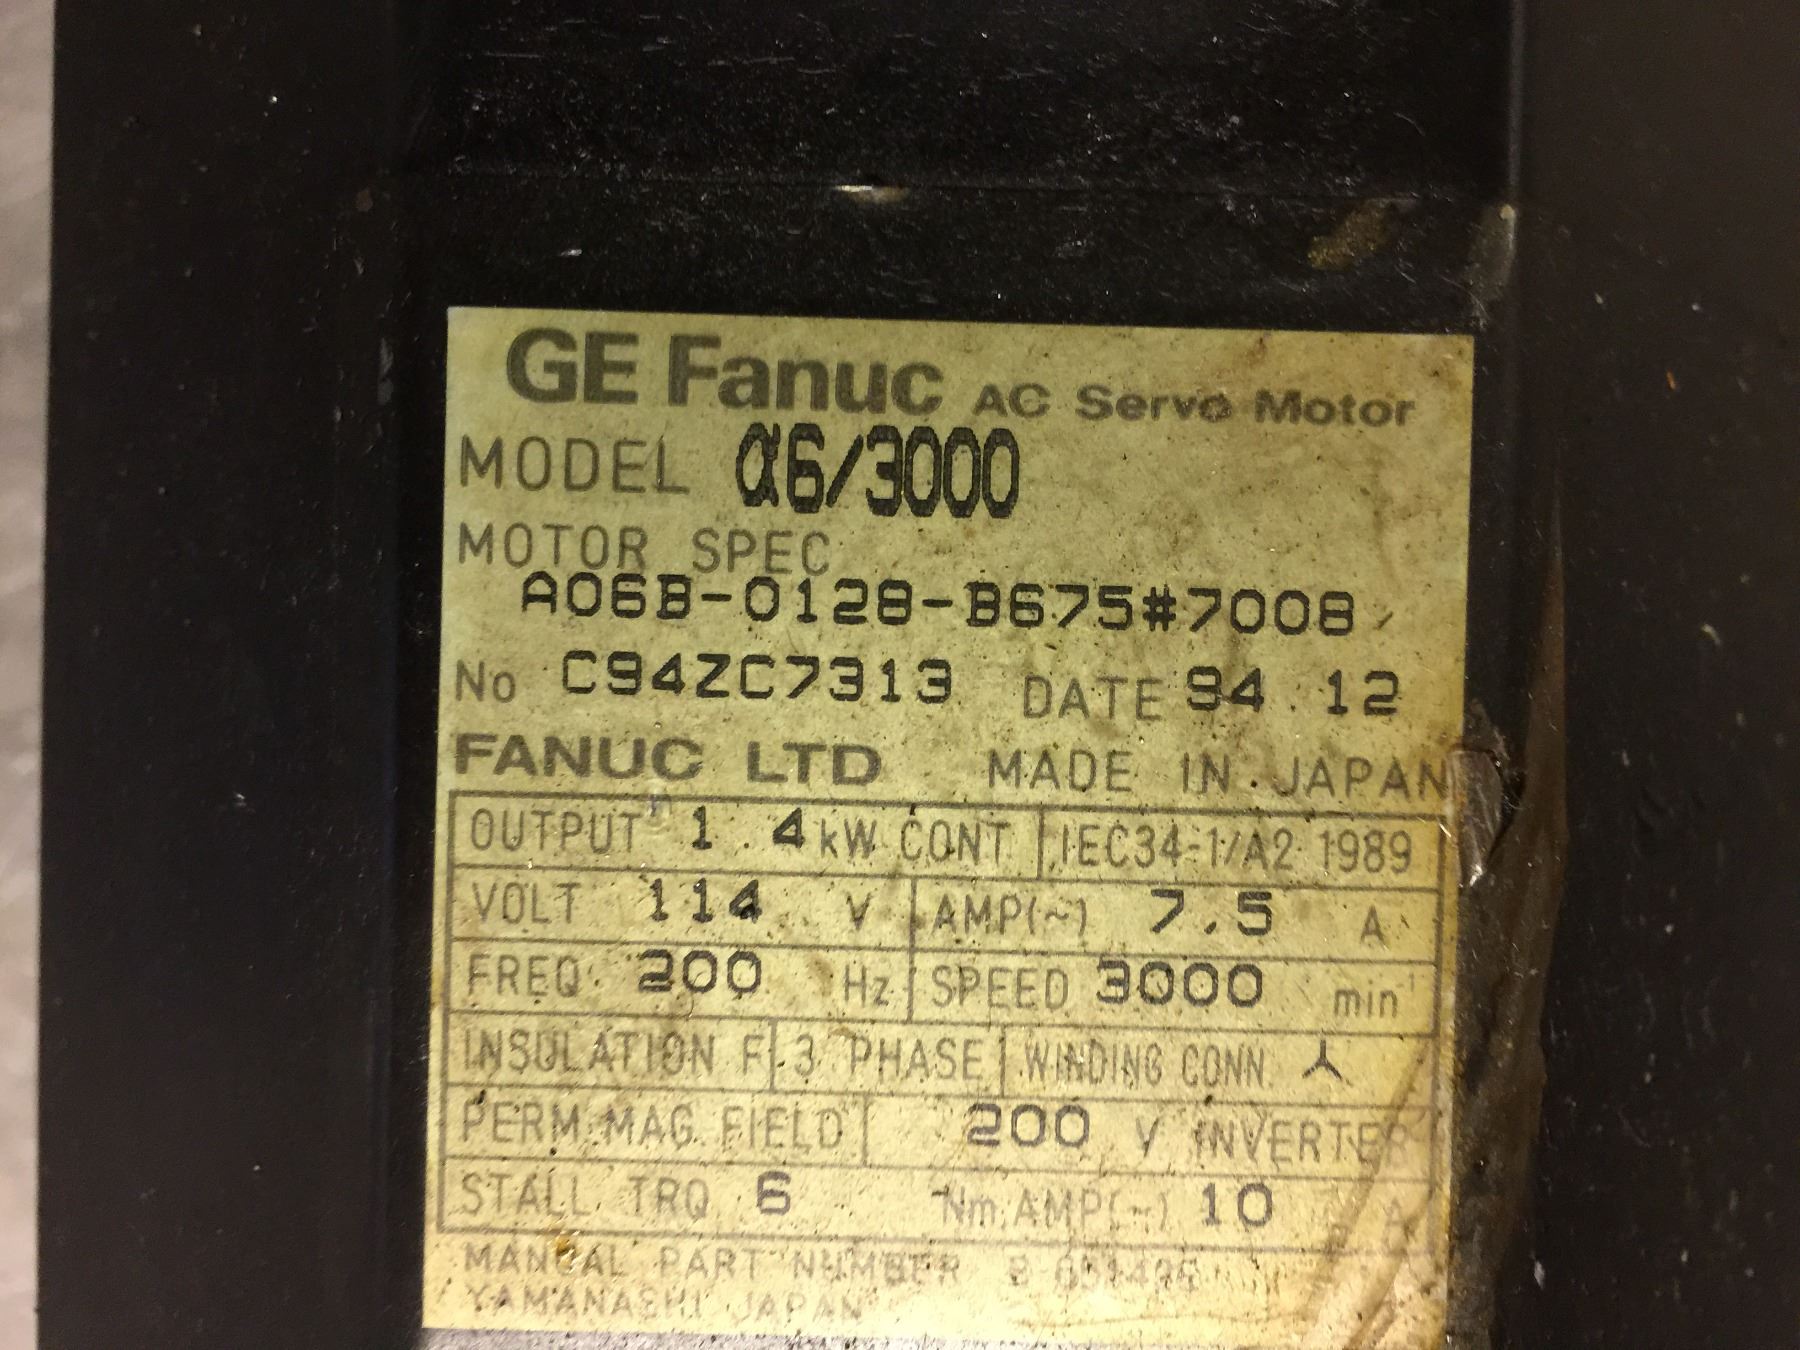 GE Fanuc AC Servo Motor
MODEL α6/3000
MOTOR SPEC
A06B-0128-B675#7008
No C94ZC7313 DATE 94.12
FANUC LTD MADE IN JAPAN
OUTPUT 1.4 kW CONT IEC34-1/A2 1989
VOLT 114 V AMP(~) 7.5 A
FREQ 200 Hz SPEED 3000 min⁻¹
INSULATION F 3 PHASE WINDING CONN
PERM MAG FIELD 200 V INVERTER
STALL TRQ 6 Nm AMP(~) 10 A
MANUAL PART NUMBER
YAMANASHI JAPAN